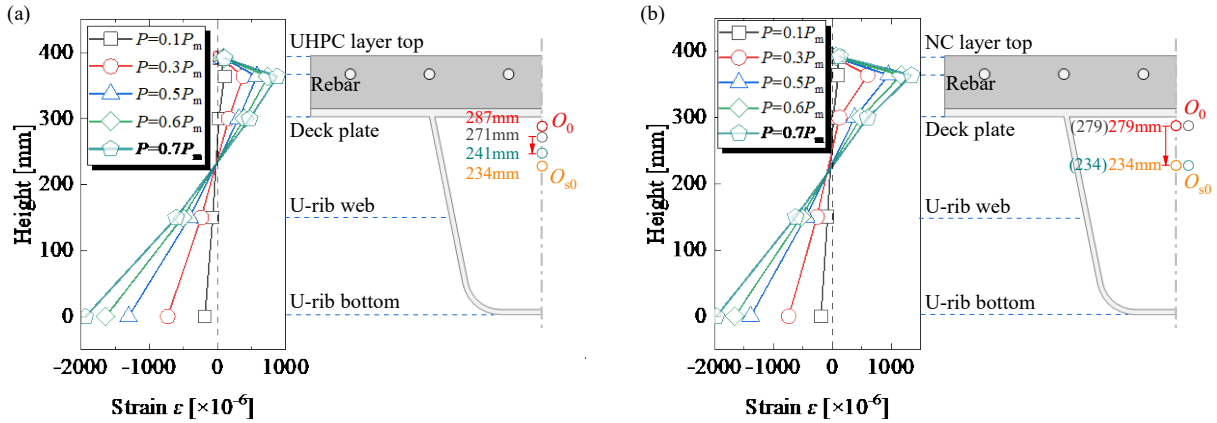 (a)
P=0.1Pm
P=0.3Pm
P=0.5Pm
P=0.6Pm
P=0.7Pm
400
300
200
100
0
Height [mm]
-2000
-1000
0
1000
Strain ε [×10⁻⁶]
UHPC layer top
Rebar
Deck plate
U-rib web
U-rib bottom
287mm
271mm
241mm
234mm
O₀
Oₛ₀
(b)
P=0.1Pm
P=0.3Pm
P=0.5Pm
P=0.6Pm
P=0.7Pm
400
300
200
100
0
Height [mm]
-2000
-1000
0
1000
Strain ε [×10⁻⁶]
NC layer top
Rebar
Deck plate
U-rib web
U-rib bottom
(279) 279mm
(234) 234mm
O₀
Oₛ₀